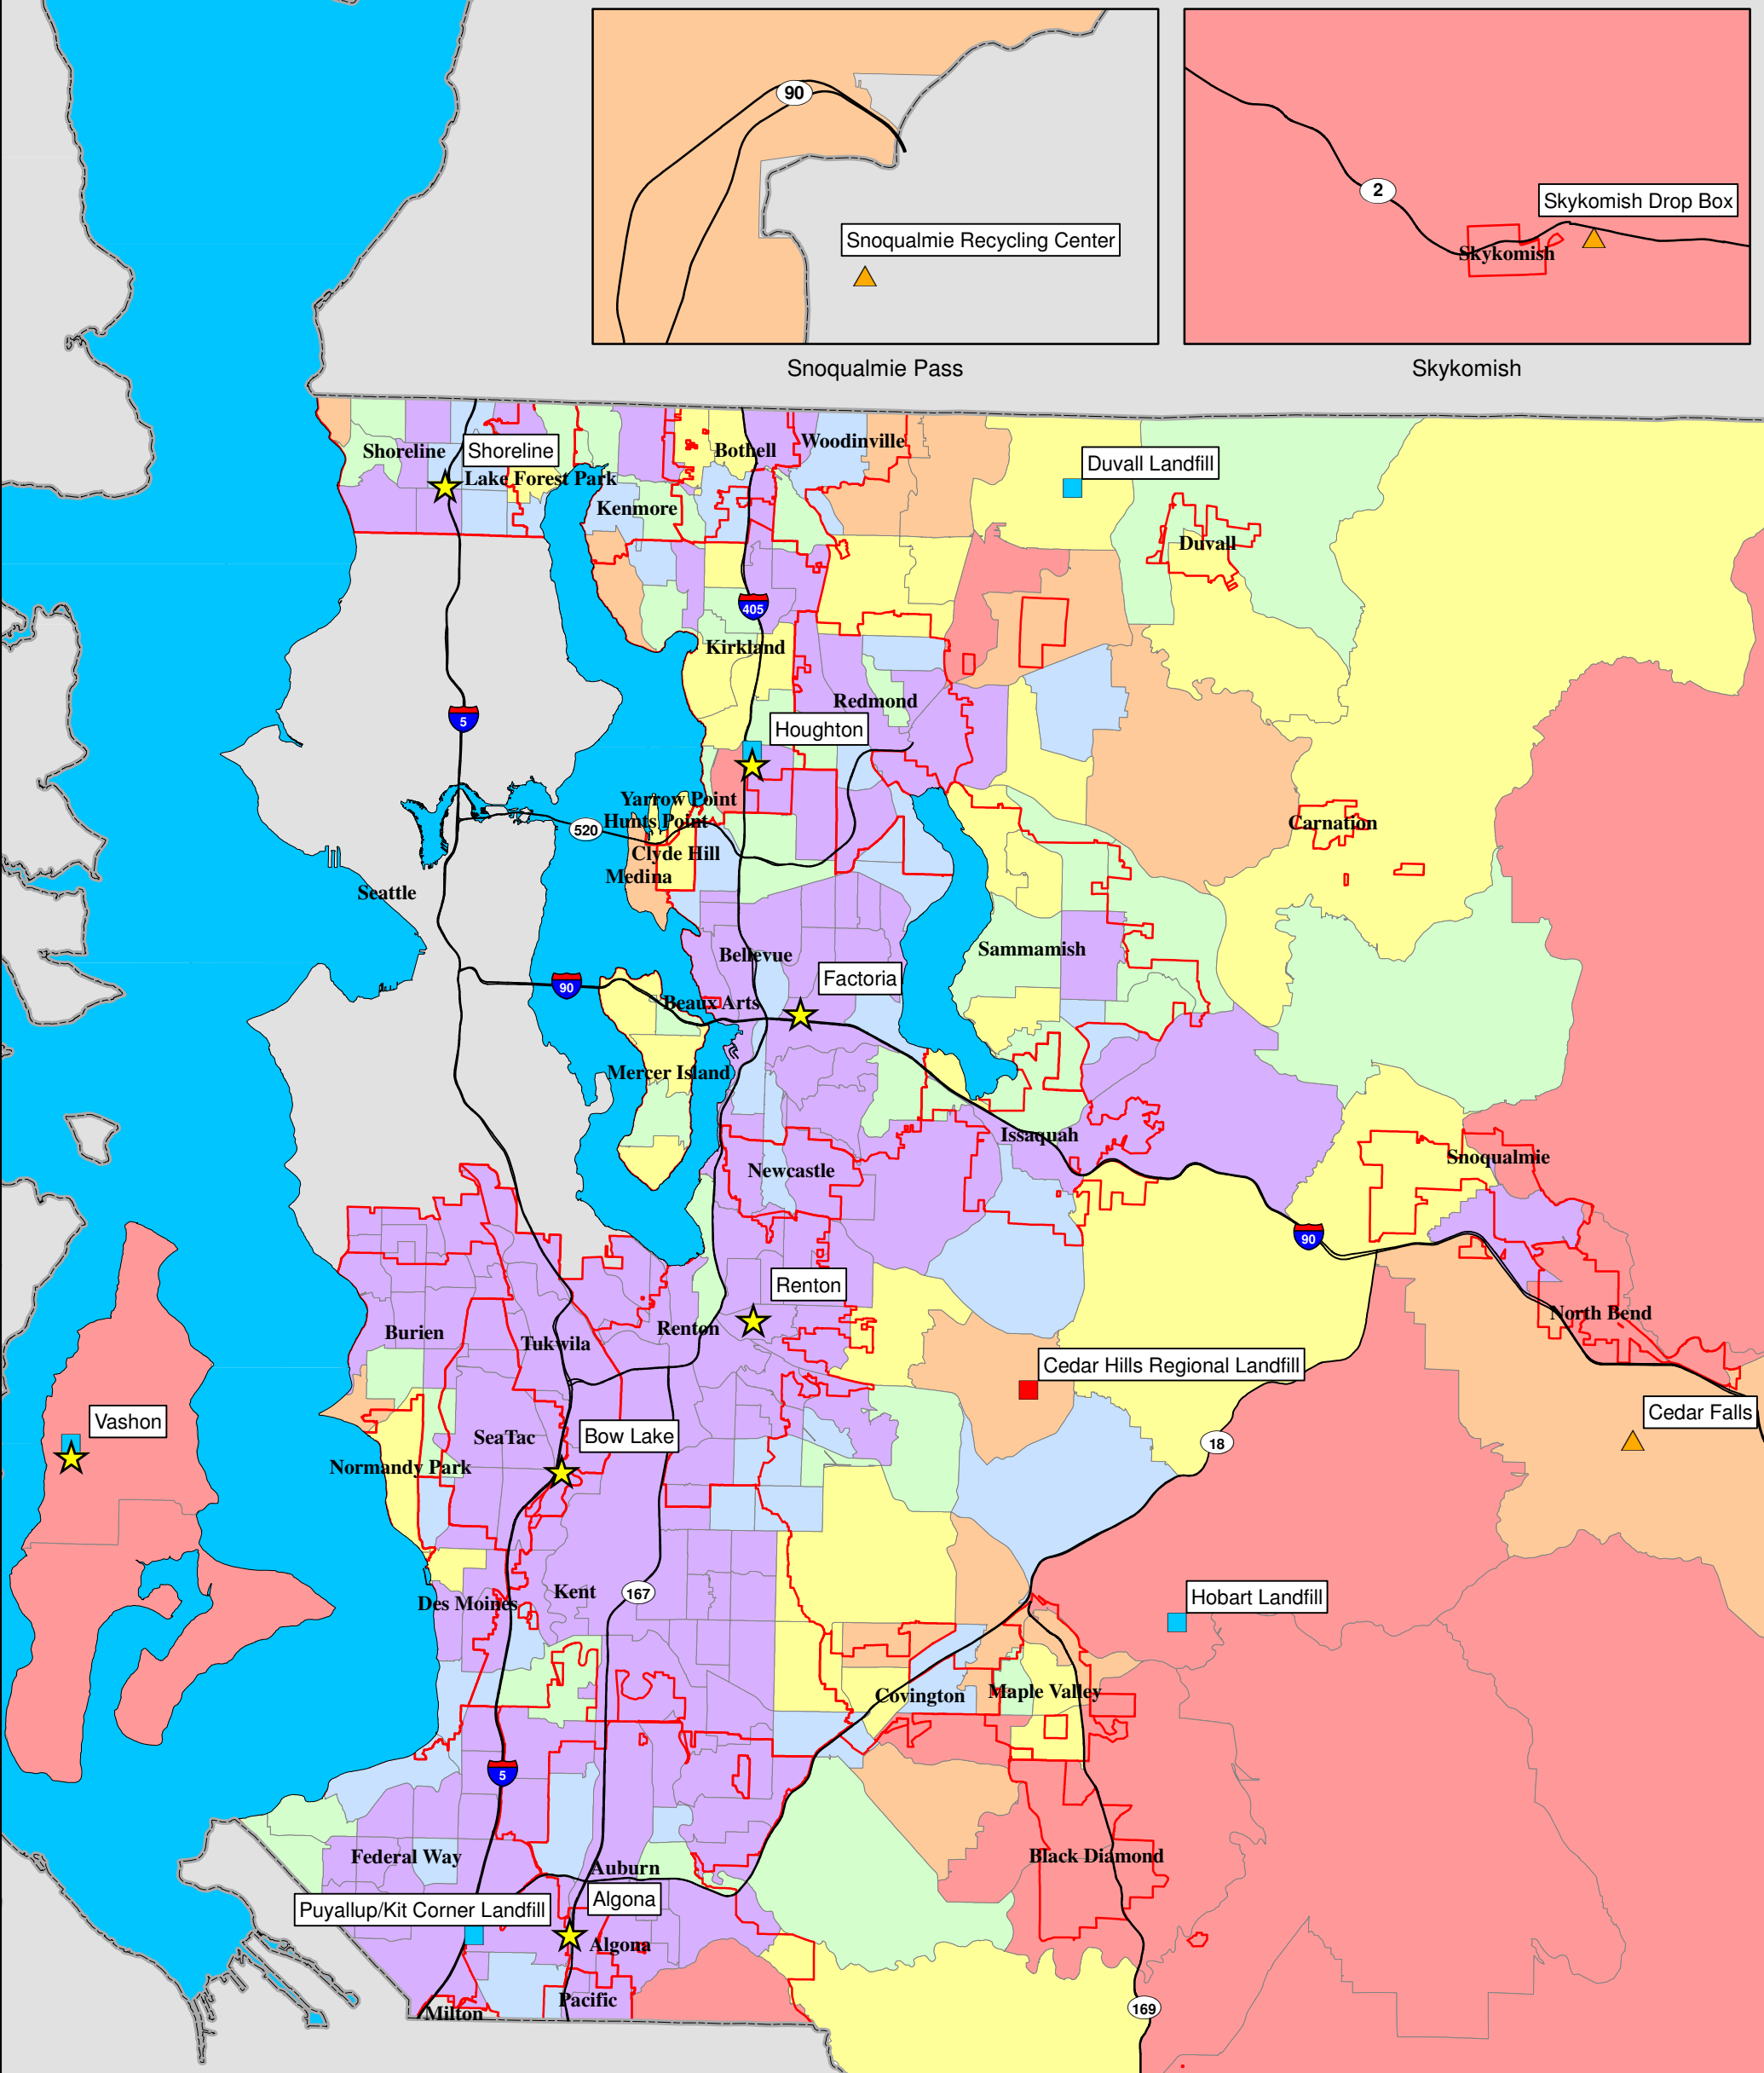 90
Snoqualmie Recycling Center
Snoqualmie Pass
2
Skykomish Drop Box
Skykomish
Skykomish
Shoreline
Shoreline
Lake Forest Park
Bothell
Woodinville
Duvall Landfill
Kenmore
Duvall
405
Kirkland
Redmond
5
Houghton
Yarrow Point
Hunts Point
520
Clyde Hill
Medina
Carnation
Seattle
Bellevue
Sammamish
Factoria
90
Beaux Arts
Mercer Island
Issaquah
Newcastle
Snoqualmie
90
Renton
Renton
North Bend
Burien
Tukwila
Cedar Hills Regional Landfill
Cedar Falls
Vashon
SeaTac
Bow Lake
18
Normandy Park
Kent
167
Des Moines
Hobart Landfill
Covington
Maple Valley
5
Federal Way
Auburn
Black Diamond
Puyallup/Kit Corner Landfill
Algona
Algona
Pacific
Milton
169